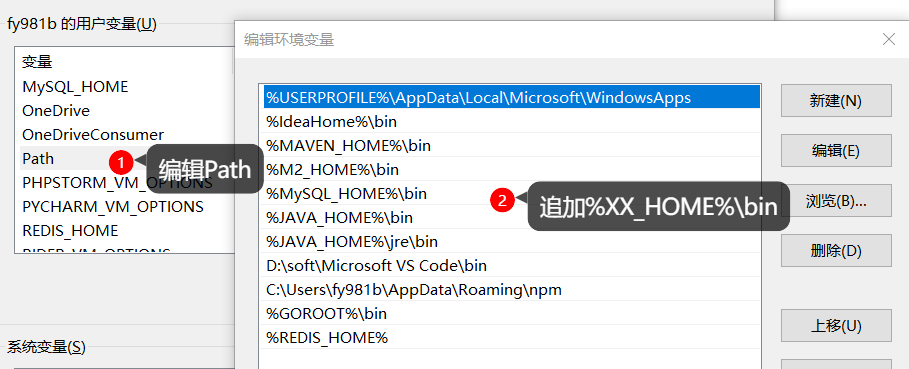 fy981b 的用户变量(U)
变量
MySQL_HOME
OneDrive
OneDriveConsumer
Path
PHPSTORM_VM_OPTIONS
PYCHARM_VM_OPTIONS
REDIS_HOME
RIDER_VM_OPTIONS
系统变量(S)
1 编辑Path
编辑环境变量
%USERPROFILE%\AppData\Local\Microsoft\WindowsApps
%IdeaHome%\bin
%MAVEN_HOME%\bin
%M2_HOME%\bin
%MySQL_HOME%\bin
%JAVA_HOME%\bin
%JAVA_HOME%\jre\bin
D:\soft\Microsoft VS Code\bin
C:\Users\fy981b\AppData\Roaming\npm
%GOROOT%\bin
%REDIS_HOME%
2 追加%XX_HOME%\bin
新建(N)
编辑(E)
浏览(B)...
删除(D)
上移(U)